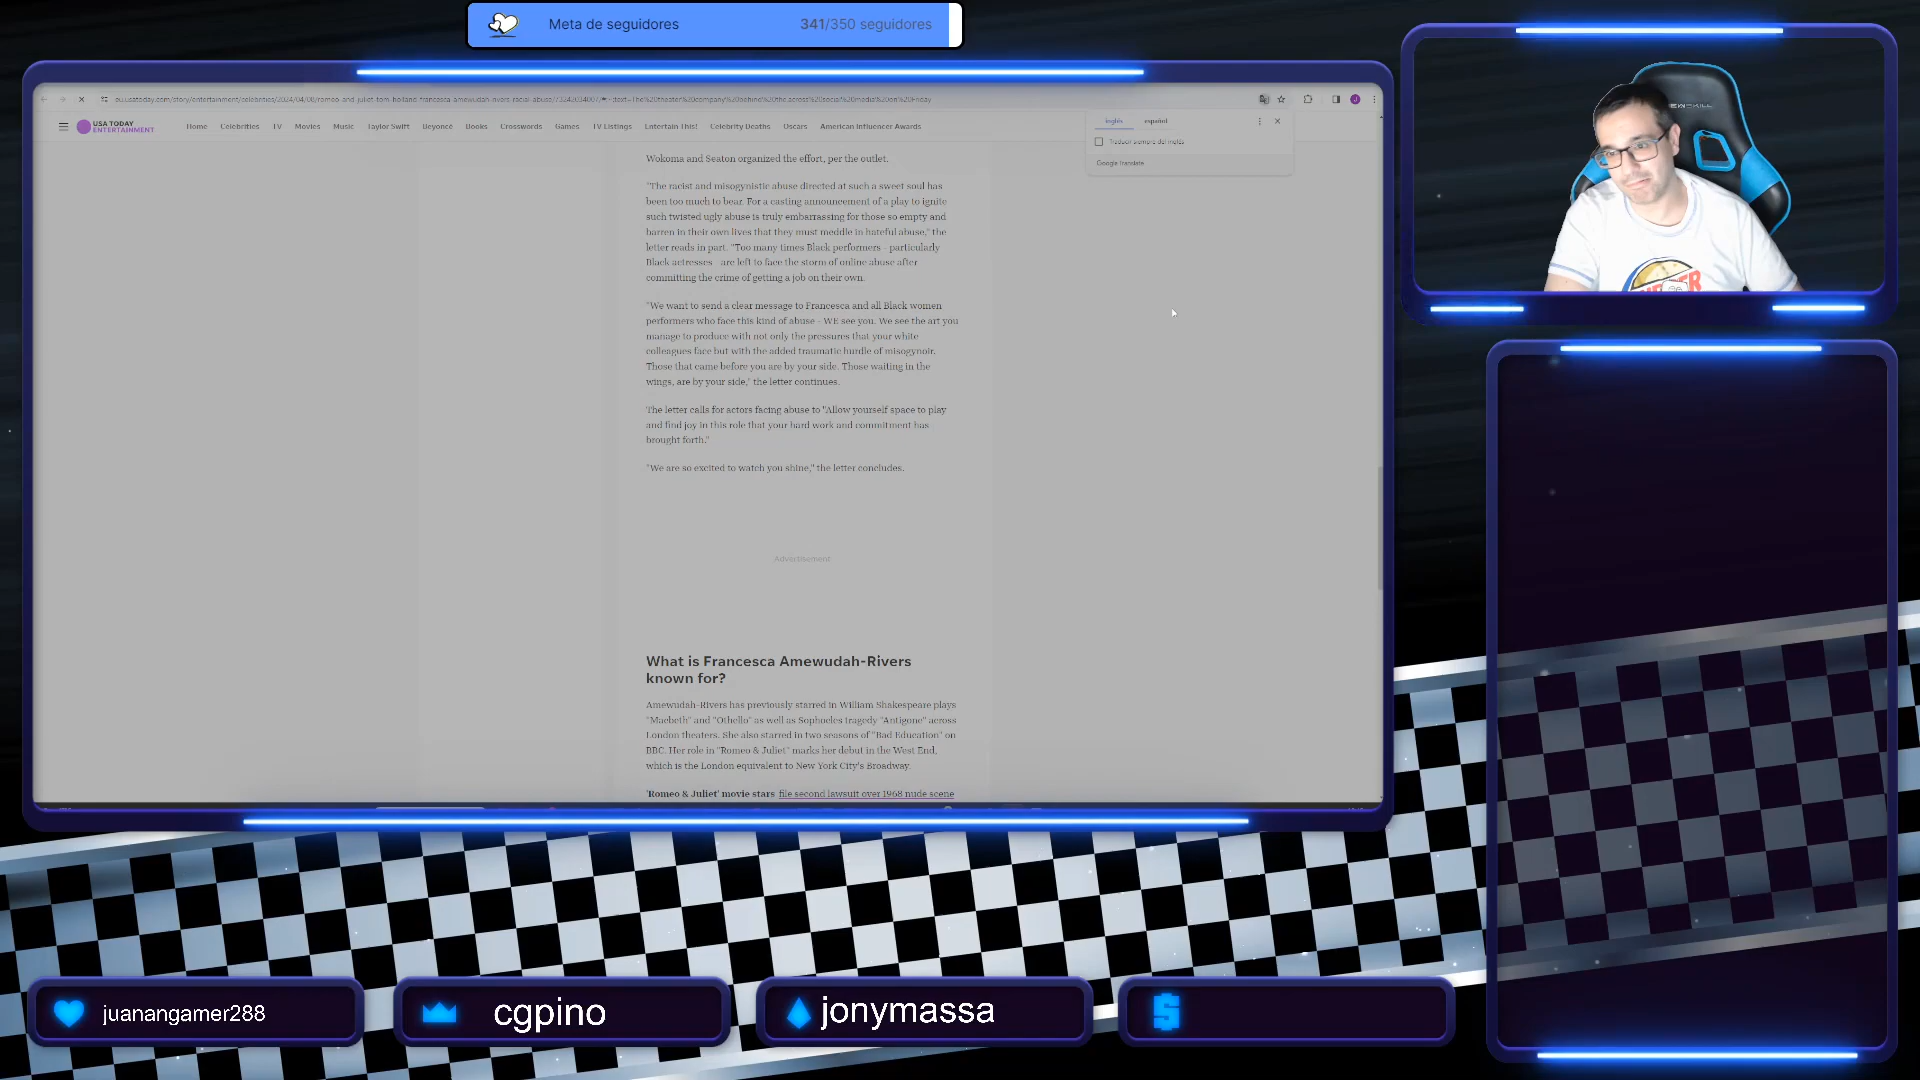 Meta de seguidores 341/350 seguidores
USA TODAY
ENTERTAINMENT
Home Celebrities TV Movies Music Taylor Swift Beyoncé Books Crosswords Games TV Listings Entertain This! Celebrity Deaths Oscars American Influencer Awards
inglés español
Traducir siempre del inglés
Google Translate
Wokoma and Seaton organized the effort, per the outlet.
"The racist and misogynistic abuse directed at such a sweet soul has
been too much to bear. For a casting announcement of a play to ignite
such twisted ugly abuse is truly embarrassing for those so empty and
barren in their own lives that they must meddle in hateful abuse," the
letter reads in part. "Too many times Black performers - particularly
Black actresses - are left to face the storm of online abuse after
committing the crime of getting a job on their own.
"We want to send a clear message to Francesca and all Black women
performers who face this kind of abuse - WE see you. We see the art you
manage to produce with not only the pressures that your white
colleagues face but with the added traumatic hurdle of misogynoir.
Those that came before you are by your side. Those waiting in the
wings, are by your side," the letter continues.
The letter calls for actors facing abuse to "Allow yourself space to play
and find joy in this role that your hard work and commitment has
brought forth."
"We are so excited to watch you shine," the letter concludes.
Advertisement
What is Francesca Amewudah-Rivers
known for?
Amewudah-Rivers has previously starred in William Shakespeare plays
"Macbeth" and "Othello" as well as Sophocles tragedy "Antigone" across
London theaters. She also starred in two seasons of "Bad Education" on
BBC. Her role in "Romeo & Juliet" marks her debut in the West End,
which is the London equivalent to New York City's Broadway.
'Romeo & Juliet' movie stars file second lawsuit over 1968 nude scene
juanangamer288
cgpino
jonymassa